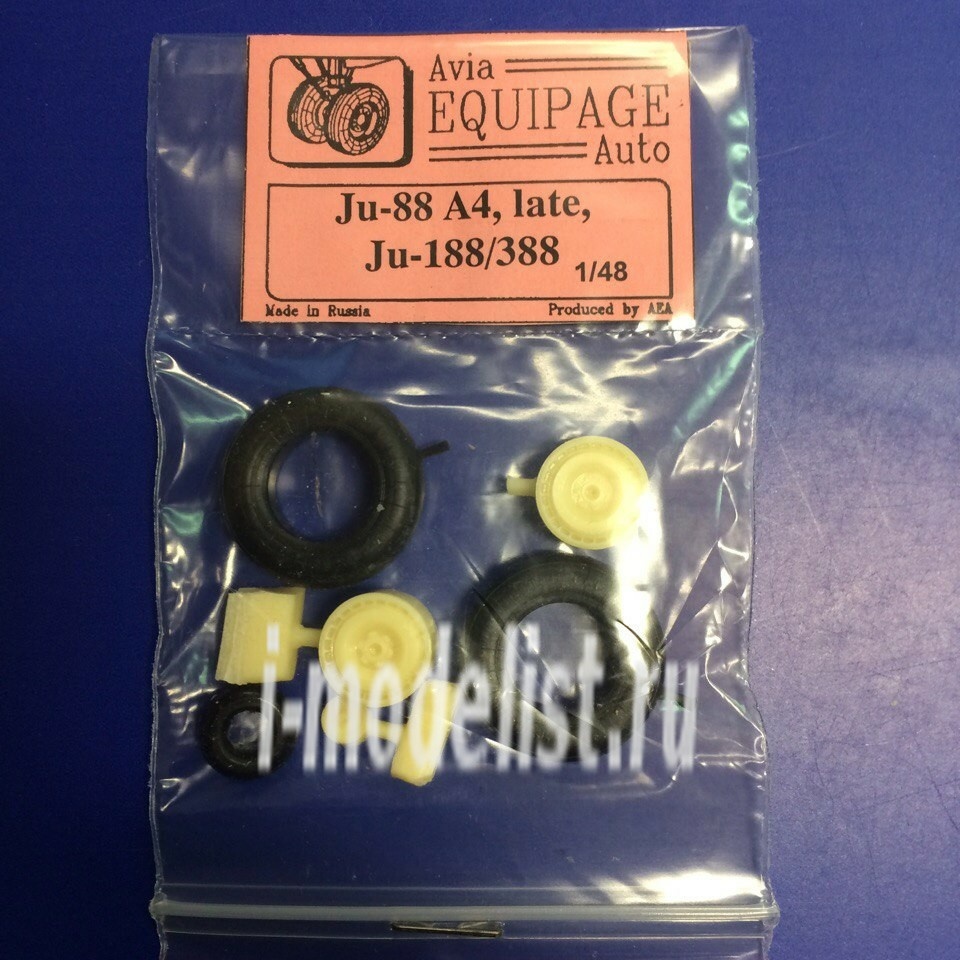 Avia
EQUIPAGE
Auto
Ju-88 A4, late,
Ju-188/388
1/48
Made in Russia
Produced by AEA
i-modelist.ru